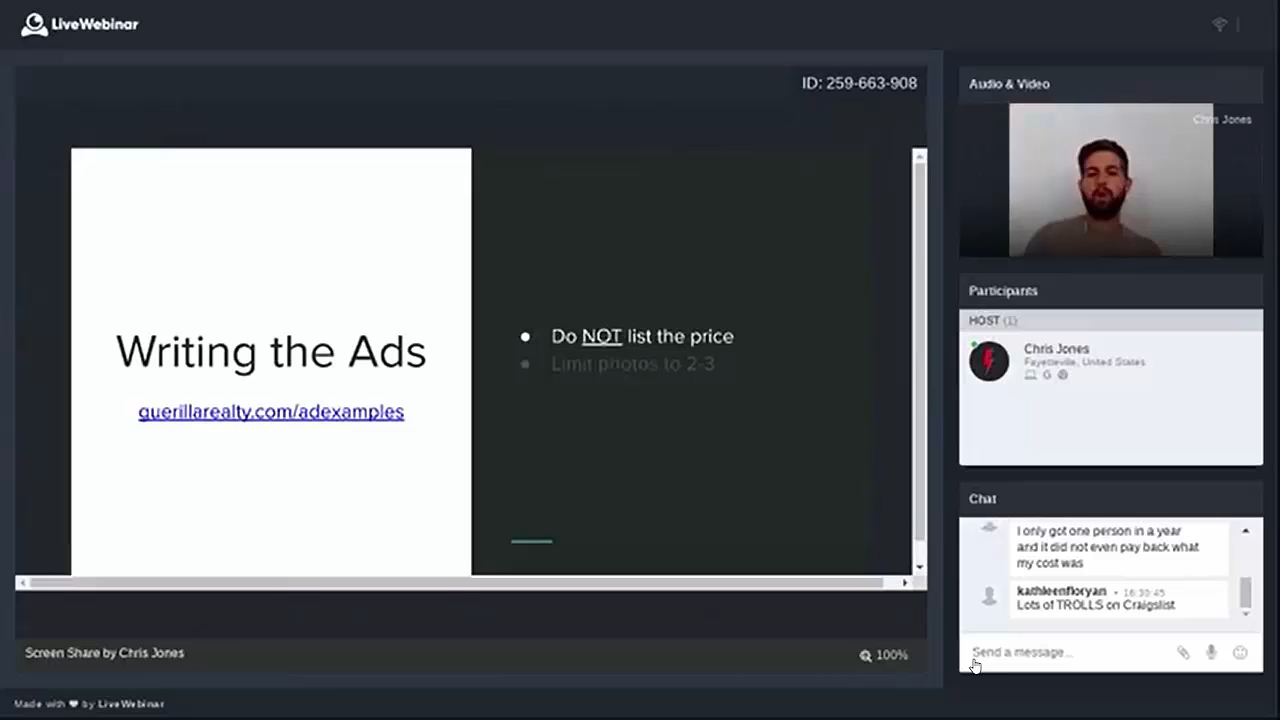 LiveWebinar
ID: 259-663-908
Writing the Ads
guerillarealty.com/adexamples
Do NOT list the price
Limit photos to 2-3
Screen Share by Chris Jones
100%
Made with ❤ by LiveWebinar
Audio & Video
Chris Jones
Participants
HOST (1)
Chris Jones
Fayetteville, United States
Chat
I only got one person in a year
and it did not even pay back what
my cost was
kathleenfloryan • 16:30:45
Lots of TROLLS on Craigslist
Send a message...